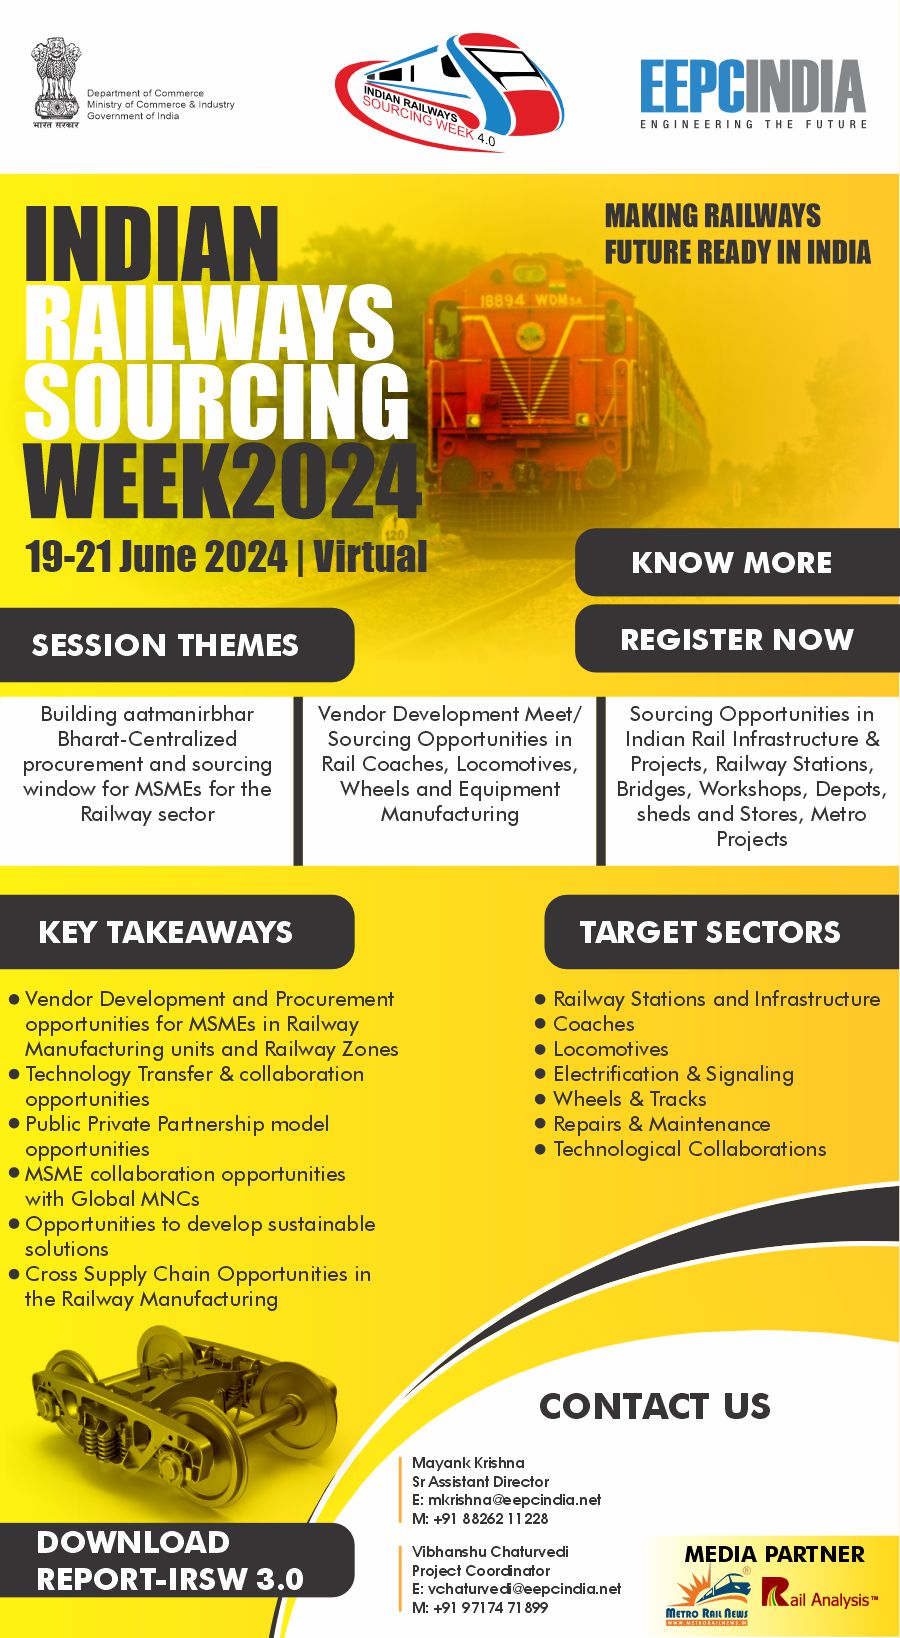 भारत सरकार
Department of Commerce
Ministry of Commerce & Industry
Government of India
INDIAN RAILWAYS
SOURCING WEEK 4.0
EEPCINDIA
ENGINEERING THE FUTURE
INDIAN
RAILWAYS
SOURCING
WEEK2024
19-21 June 2024 | Virtual
MAKING RAILWAYS
FUTURE READY IN INDIA
18894 WDM3A
120
KNOW MORE
REGISTER NOW
SESSION THEMES
Building aatmanirbhar
Bharat-Centralized
procurement and sourcing
window for MSMEs for the
Railway sector
Vendor Development Meet/
Sourcing Opportunities in
Rail Coaches, Locomotives,
Wheels and Equipment
Manufacturing
Sourcing Opportunities in
Indian Rail Infrastructure &
Projects, Railway Stations,
Bridges, Workshops, Depots,
sheds and Stores, Metro
Projects
KEY TAKEAWAYS
• Vendor Development and Procurement
opportunities for MSMEs in Railway
Manufacturing units and Railway Zones
• Technology Transfer & collaboration
opportunities
• Public Private Partnership model
opportunities
• MSME collaboration opportunities
with Global MNCs
• Opportunities to develop sustainable
solutions
• Cross Supply Chain Opportunities in
the Railway Manufacturing
TARGET SECTORS
• Railway Stations and Infrastructure
• Coaches
• Locomotives
• Electrification & Signaling
• Wheels & Tracks
• Repairs & Maintenance
• Technological Collaborations
CONTACT US
Mayank Krishna
Sr Assistant Director
E: mkrishna@eepcindia.net
M: +91 88262 11228
Vibhanshu Chaturvedi
Project Coordinator
E: vchaturvedi@eepcindia.net
M: +91 97174 71899
DOWNLOAD
REPORT-IRSW 3.0
MEDIA PARTNER
METRO RAIL NEWS ®
WWW.METRORAILNEWS.IN
Rail Analysis™